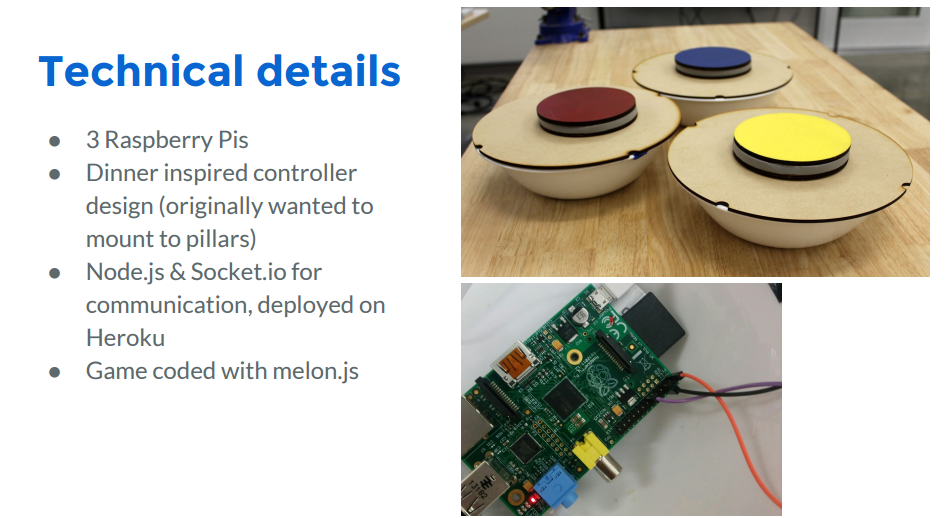 Technical details
● 3 Raspberry Pis
● Dinner inspired controller
design (originally wanted to
mount to pillars)
● Node.js & Socket.io for
communication, deployed on
Heroku
● Game coded with melon.js